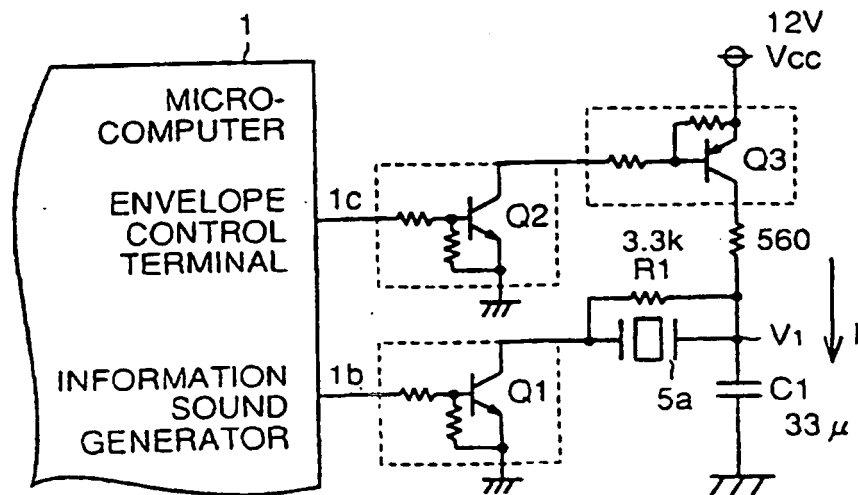 1
12V
Vcc
MICRO-
COMPUTER
Q3
ENVELOPE
CONTROL
TERMINAL
1c
Q2
3.3k
R1
560
V1
I
INFORMATION
SOUND
GENERATOR
1b
Q1
5a
C1
33 μ